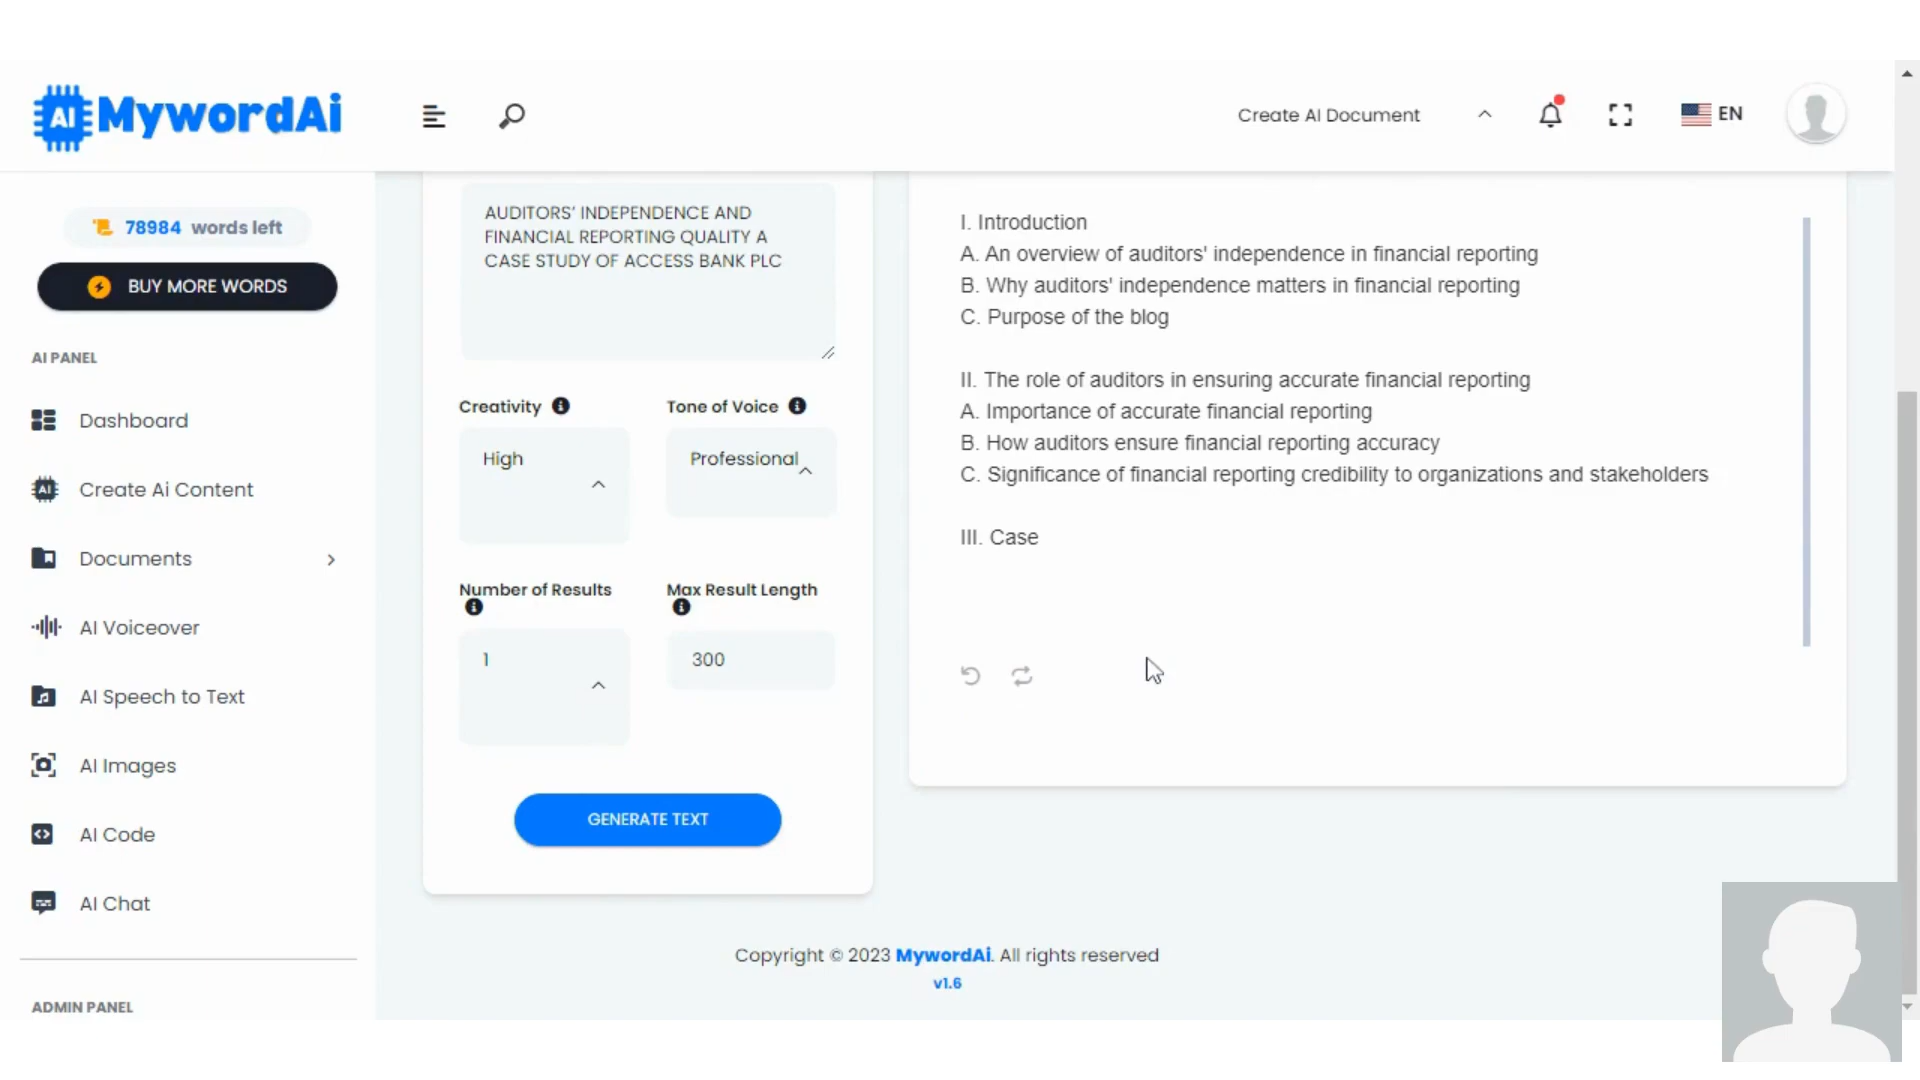 AI MywordAi
Create AI Document
EN
78984 words left
BUY MORE WORDS
AI PANEL
Dashboard
AI Create Ai Content
Documents
AI Voiceover
AI Speech to Text
AI Images
AI Code
AI Chat
ADMIN PANEL
AUDITORS' INDEPENDENCE AND
FINANCIAL REPORTING QUALITY A
CASE STUDY OF ACCESS BANK PLC
Creativity
Tone of Voice
High
Professional
Number of Results
Max Result Length
1
300
GENERATE TEXT
I. Introduction
A. An overview of auditors' independence in financial reporting
B. Why auditors' independence matters in financial reporting
C. Purpose of the blog
II. The role of auditors in ensuring accurate financial reporting
A. Importance of accurate financial reporting
B. How auditors ensure financial reporting accuracy
C. Significance of financial reporting credibility to organizations and stakeholders
III. Case
Copyright © 2023 MywordAi. All rights reserved
v1.6